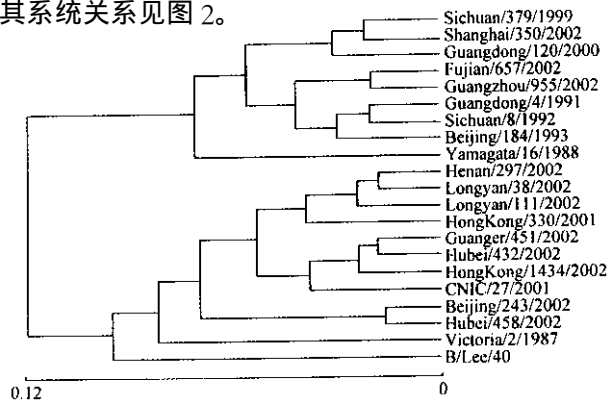 其系统关系见图2。
Sichuan/379/1999
Shanghai/350/2002
Guangdong/120/2000
Fujian/657/2002
Guangzhou/955/2002
Guangdong/4/1991
Sichuan/8/1992
Beijing/184/1993
Yamagata/16/1988
Henan/297/2002
Longyan/38/2002
Longyan/111/2002
HongKong/330/2001
Guanger/451/2002
Hubei/432/2002
HongKong/1434/2002
CNIC/27/2001
Beijing/243/2002
Hubei/458/2002
Victoria/2/1987
B/Lee/40
0.12 0